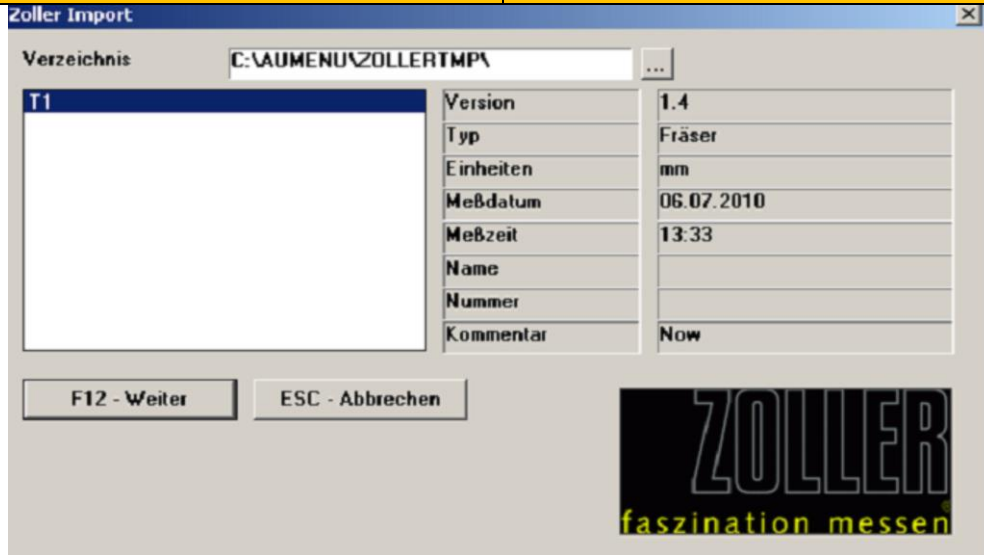 Zoller Import
Verzeichnis C:\AUMENU\ZOLLERTMP\ ...
T1
Version 1.4
Typ Fräser
Einheiten mm
Meßdatum 06.07.2010
Meßzeit 13:33
Name
Nummer
Kommentar Now
F12 - Weiter ESC - Abbrechen
ZOLLER
faszination messen